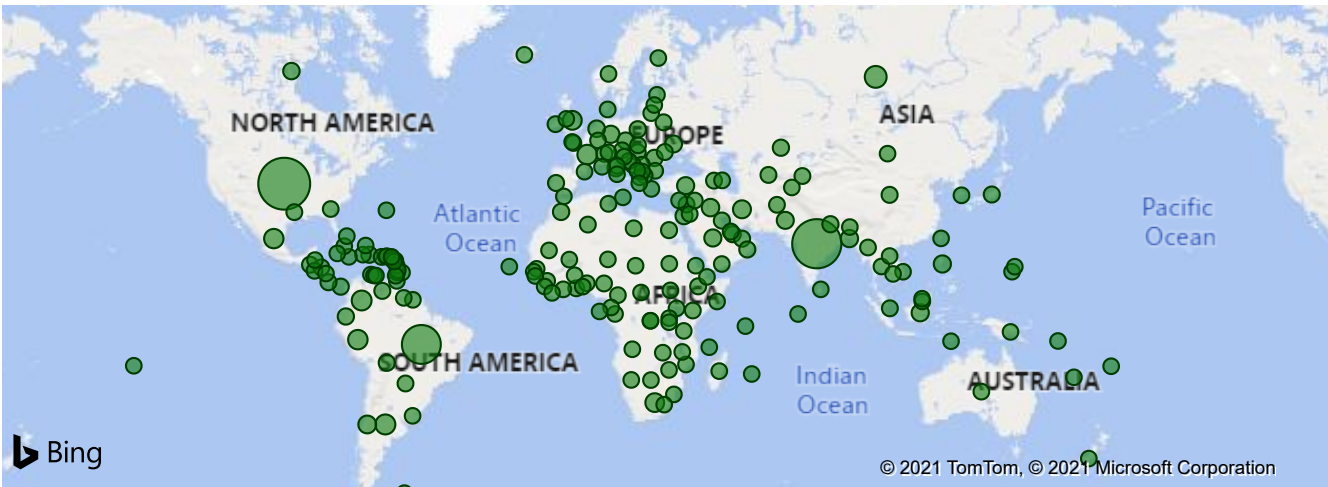 NORTH AMERICA
EUROPE
ASIA
Atlantic
Ocean
Pacific
Ocean
AFRICA
SOUTH AMERICA
Indian
Ocean
AUSTRALIA
Bing
© 2021 TomTom, © 2021 Microsoft Corporation